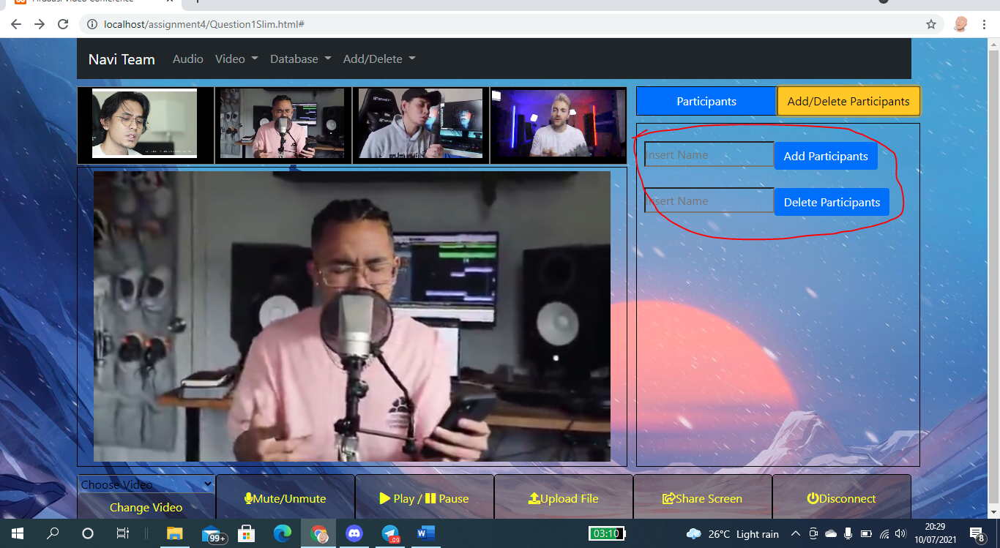 Firdausi Video Conference
localhost/assignment4/Question1Slim.html#
Navi Team Audio Video Database Add/Delete
Participants Add/Delete Participants
Insert Name Add Participants
Insert Name Delete Participants
Choose Video
Change Video
Mute/Unmute
Play / Pause
Upload File
Share Screen
Disconnect
99+
09
W
03:10
26°C Light rain
20:29
10/07/2021
8